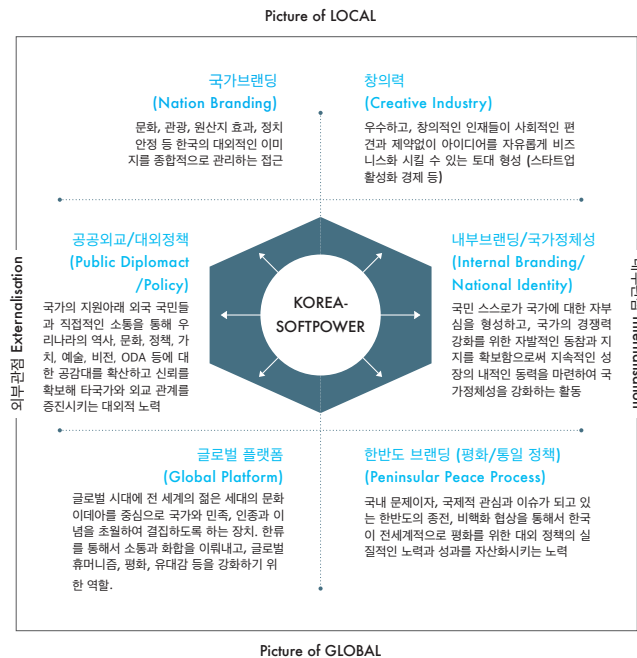 Picture of LOCAL
국가브랜딩
(Nation Branding)
문화, 관광, 원산지 효과, 정치
안정 등 한국의 대외적인 이미
지를 종합적으로 관리하는 접근
창의력
(Creative Industry)
우수하고, 창의적인 인재들이 사회적인 편
견과 제약없이 아이디어를 자유롭게 비즈
니스화 시킬 수 있는 토대 형성 (스타트업
활성화 경제 등)
외부관점 Externalisation
공공외교/대외정책
(Public Diplomact
/Policy)
국가의 지원아래 외국 국민들
과 직접적인 소통을 통해 우
리나라의 역사, 문화, 정책, 가
치, 예술, 비전, ODA 등에 대
한 공감대를 확산하고 신뢰를
확보해 타국가와 외교 관계를
증진시키는 대외적 노력
KOREA-
SOFTPOWER
내부브랜딩/국가정체성
(Internal Branding/
National Identity)
국민 스스로가 국가에 대한 자부
심을 형성하고, 국가의 경쟁력
강화를 위한 자발적인 동참과 지
지를 확보함으로써 지속적인 성
장의 내적인 동력을 마련하여 국
가정체성을 강화하는 활동
글로벌 플랫폼
(Global Platform)
글로벌 시대에 전 세계의 젊은 세대의 문화
이데아를 중심으로 국가와 민족, 인종과 이
념을 초월하여 결집하도록 하는 장치. 한류
를 통해서 소통과 화합을 이뤄내고, 글로벌
휴머니즘, 평화, 유대감 등을 강화하기 위
한 역할.
한반도 브랜딩 (평화/통일 정책)
(Peninsular Peace Process)
국내 문제이자, 국제적 관심과 이슈가 되고 있
는 한반도의 종전, 비핵화 협상을 통해서 한국
이 전세계적으로 평화를 위한 대외 정책의 실
질적인 노력과 성과를 자산화시키는 노력
Picture of GLOBAL